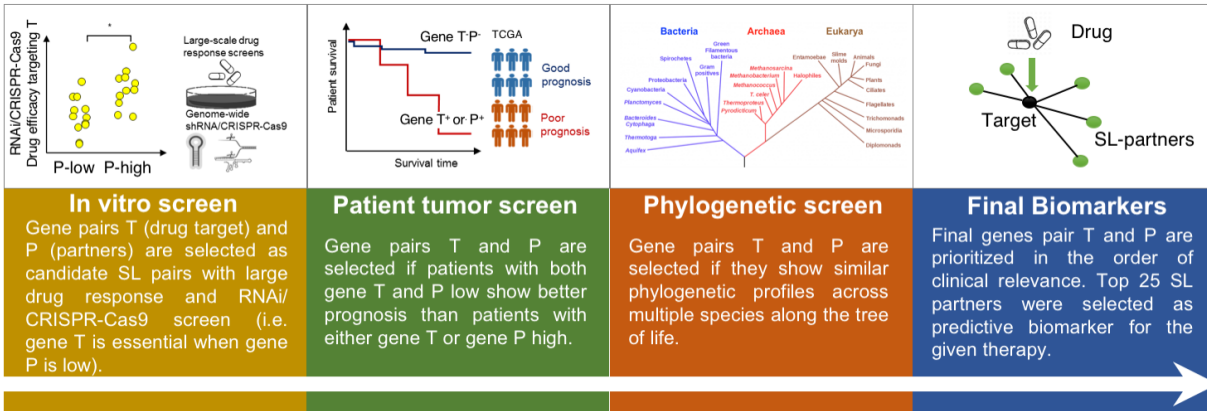 RNAi/CRISPR-Cas9
Drug efficacy targeting T
*
P-low P-high
Large-scale drug
response screens
Genome-wide
shRNA/CRISPR-Cas9
In vitro screen
Gene pairs T (drug target) and
P (partners) are selected as
candidate SL pairs with large
drug response and RNAi/
CRISPR-Cas9 screen (i.e.
gene T is essential when gene
P is low).
Patient survival
Gene T-P-
Gene T+ or P+
Survival time
TCGA
Good
prognosis
Poor
prognosis
Patient tumor screen
Gene pairs T and P are
selected if patients with both
gene T and P low show better
prognosis than patients with
either gene T or gene P high.
Bacteria
Archaea
Eukarya
Green
Filamentous
bacteria
Spirochetes
Gram
positives
Proteobacteria
Cyanobacteria
Planctomyces
Bacteroides
Cytophaga
Thermotoga
Aquifex
Methanosarcina
Methanobacterium
Halophiles
Methanococcus
T. celer
Thermoproteus
Pyrodicticum
Entamoebae
Slime
molds
Animals
Fungi
Plants
Ciliates
Flagellates
Trichomonads
Microsporidia
Diplomonads
Phylogenetic screen
Gene pairs T and P are
selected if they show similar
phylogenetic profiles across
multiple species along the tree
of life.
Drug
Target
SL-partners
Final Biomarkers
Final genes pair T and P are
prioritized in the order of
clinical relevance. Top 25 SL
partners were selected as
predictive biomarker for the
given therapy.